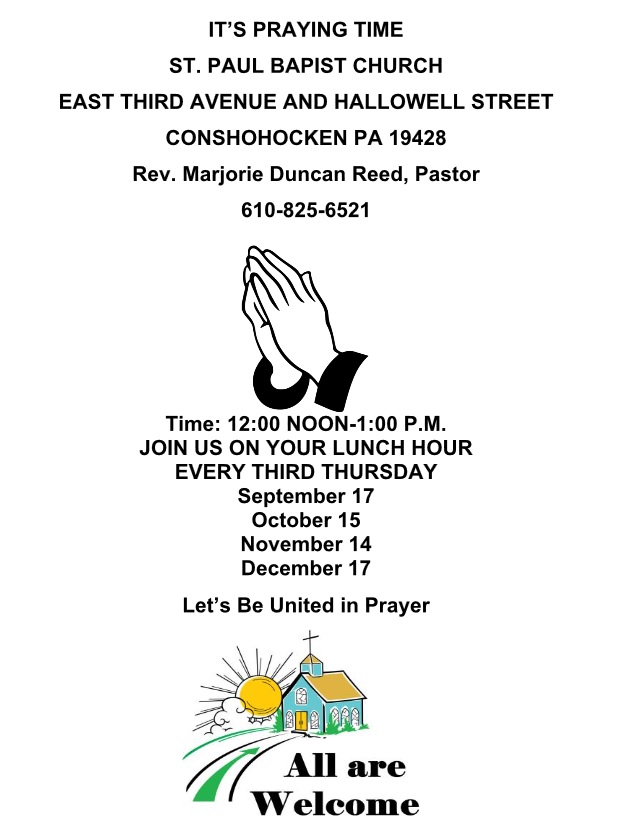 IT’S PRAYING TIME
ST. PAUL BAPIST CHURCH
EAST THIRD AVENUE AND HALLOWELL STREET
CONSHOHOCKEN PA 19428
Rev. Marjorie Duncan Reed, Pastor
610-825-6521
Time: 12:00 NOON-1:00 P.M.
JOIN US ON YOUR LUNCH HOUR
EVERY THIRD THURSDAY
September 17
October 15
November 14
December 17
Let’s Be United in Prayer
All are
Welcome